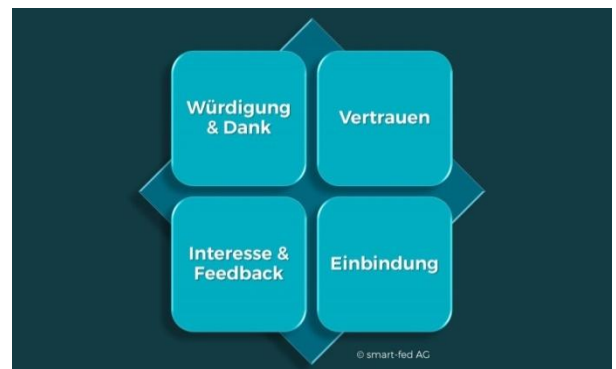 Würdigung
& Dank
Vertrauen
Interesse &
Feedback
Einbindung
© smart-fed AG